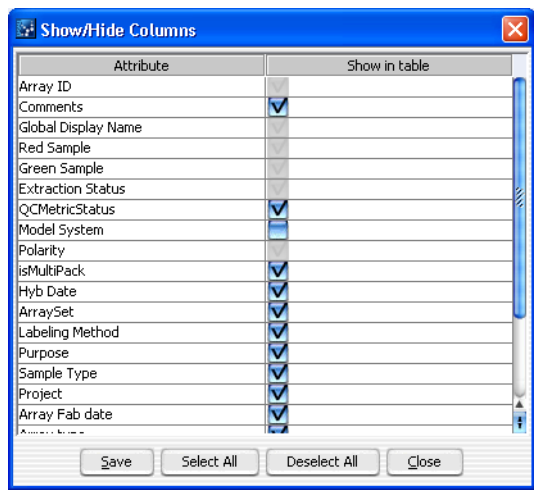 Show/Hide Columns
Attribute Show in table
Array ID
Comments
Global Display Name
Red Sample
Green Sample
Extraction Status
QCMetricStatus
Model System
Polarity
isMultiPack
Hyb Date
ArraySet
Labeling Method
Purpose
Sample Type
Project
Array Fab date
Array type
Save Select All Deselect All Close